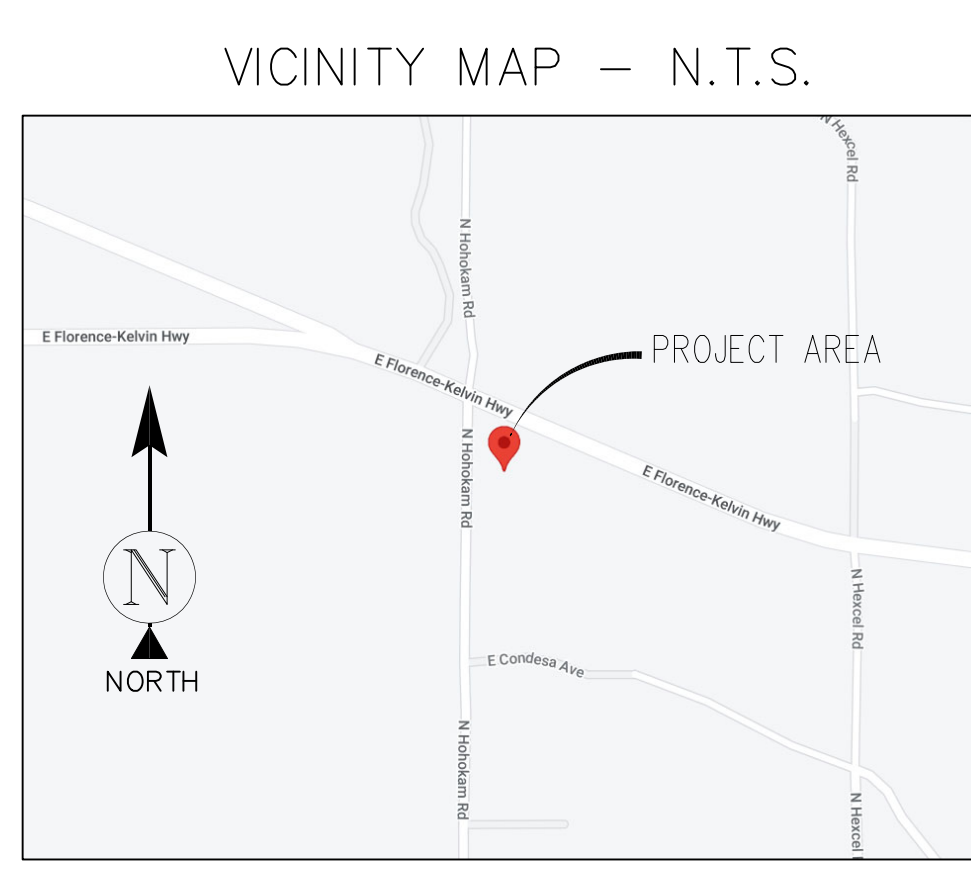 VICINITY MAP - N.T.S.
N Hexcel Rd
N Hohokam Rd
E Florence-Kelvin Hwy
PROJECT AREA
E Florence-Kelvin Hwy
N Hohokam Rd
E Florence-Kelvin Hwy
N
N Hexcel Rd
E Condesa Ave
NORTH
N Hohokam Rd
N Hexcel